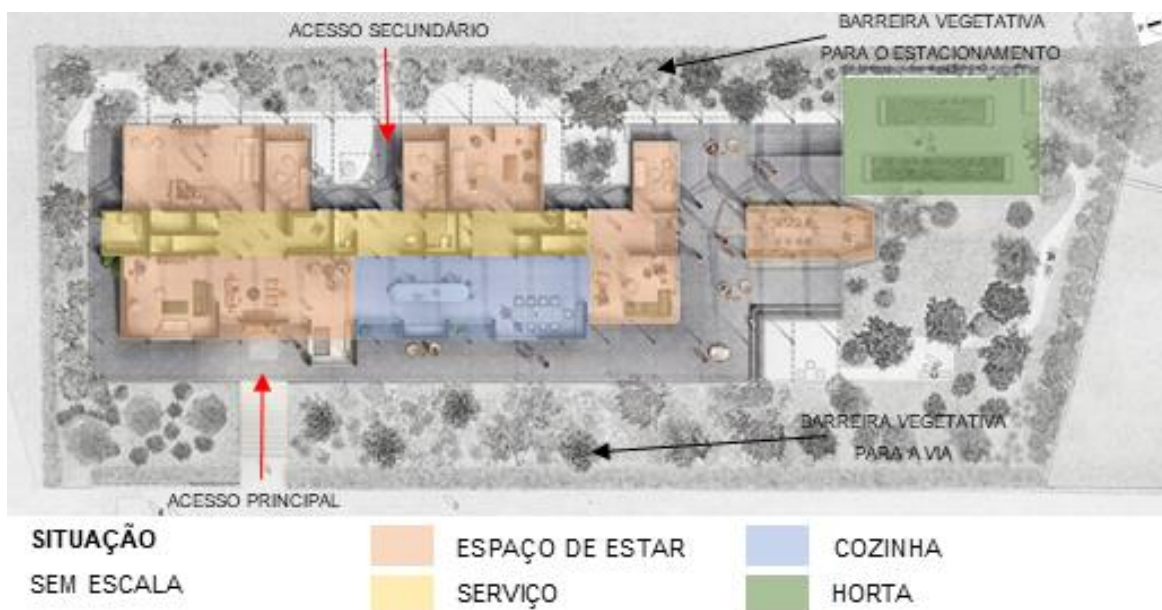 ACESSO SECUNDÁRIO
BARREIRA VEGETATIVA
PARA O ESTACIONAMENTO
BARREIRA VEGETATIVA
PARA A VIA
ACESSO PRINCIPAL
SITUAÇÃO
SEM ESCALA
ESPAÇO DE ESTAR
SERVIÇO
COZINHA
HORTA